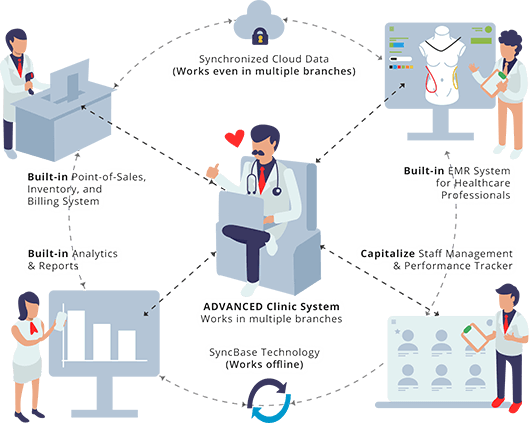 Synchronized Cloud Data
(Works even in multiple branches)
Built-in Point-of-Sales,
Inventory, and
Billing System
Built-in EMR System
for Healthcare
Professionals
Built-in Analytics
& Reports
Capitalize Staff Management
& Performance Tracker
ADVANCED Clinic System
Works in multiple branches
SyncBase Technology
(Works offline)